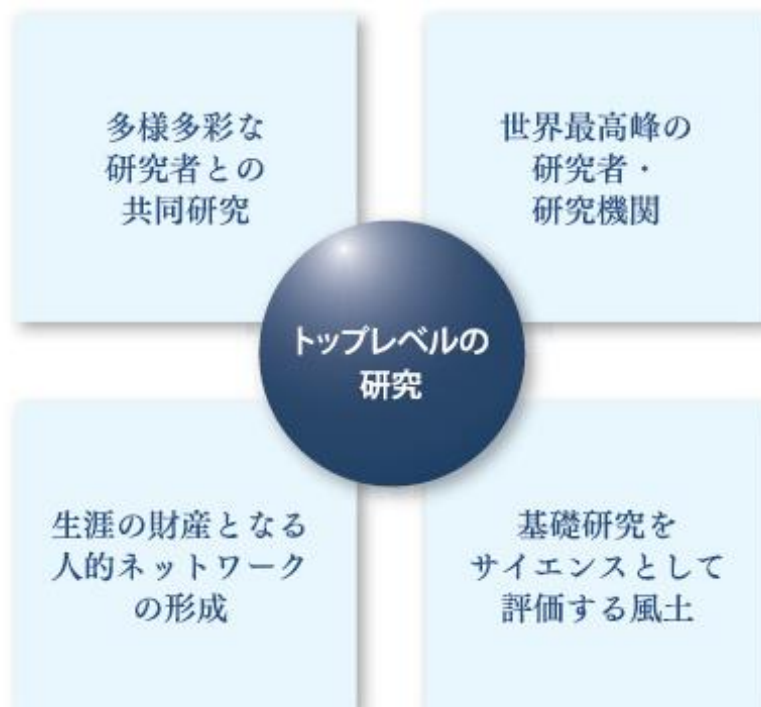 多様多彩な
研究者との
共同研究
世界最高峰の
研究者・
研究機関
トップレベルの
研究
生涯の財産となる
人的ネットワーク
の形成
基礎研究を
サイエンスとして
評価する風土